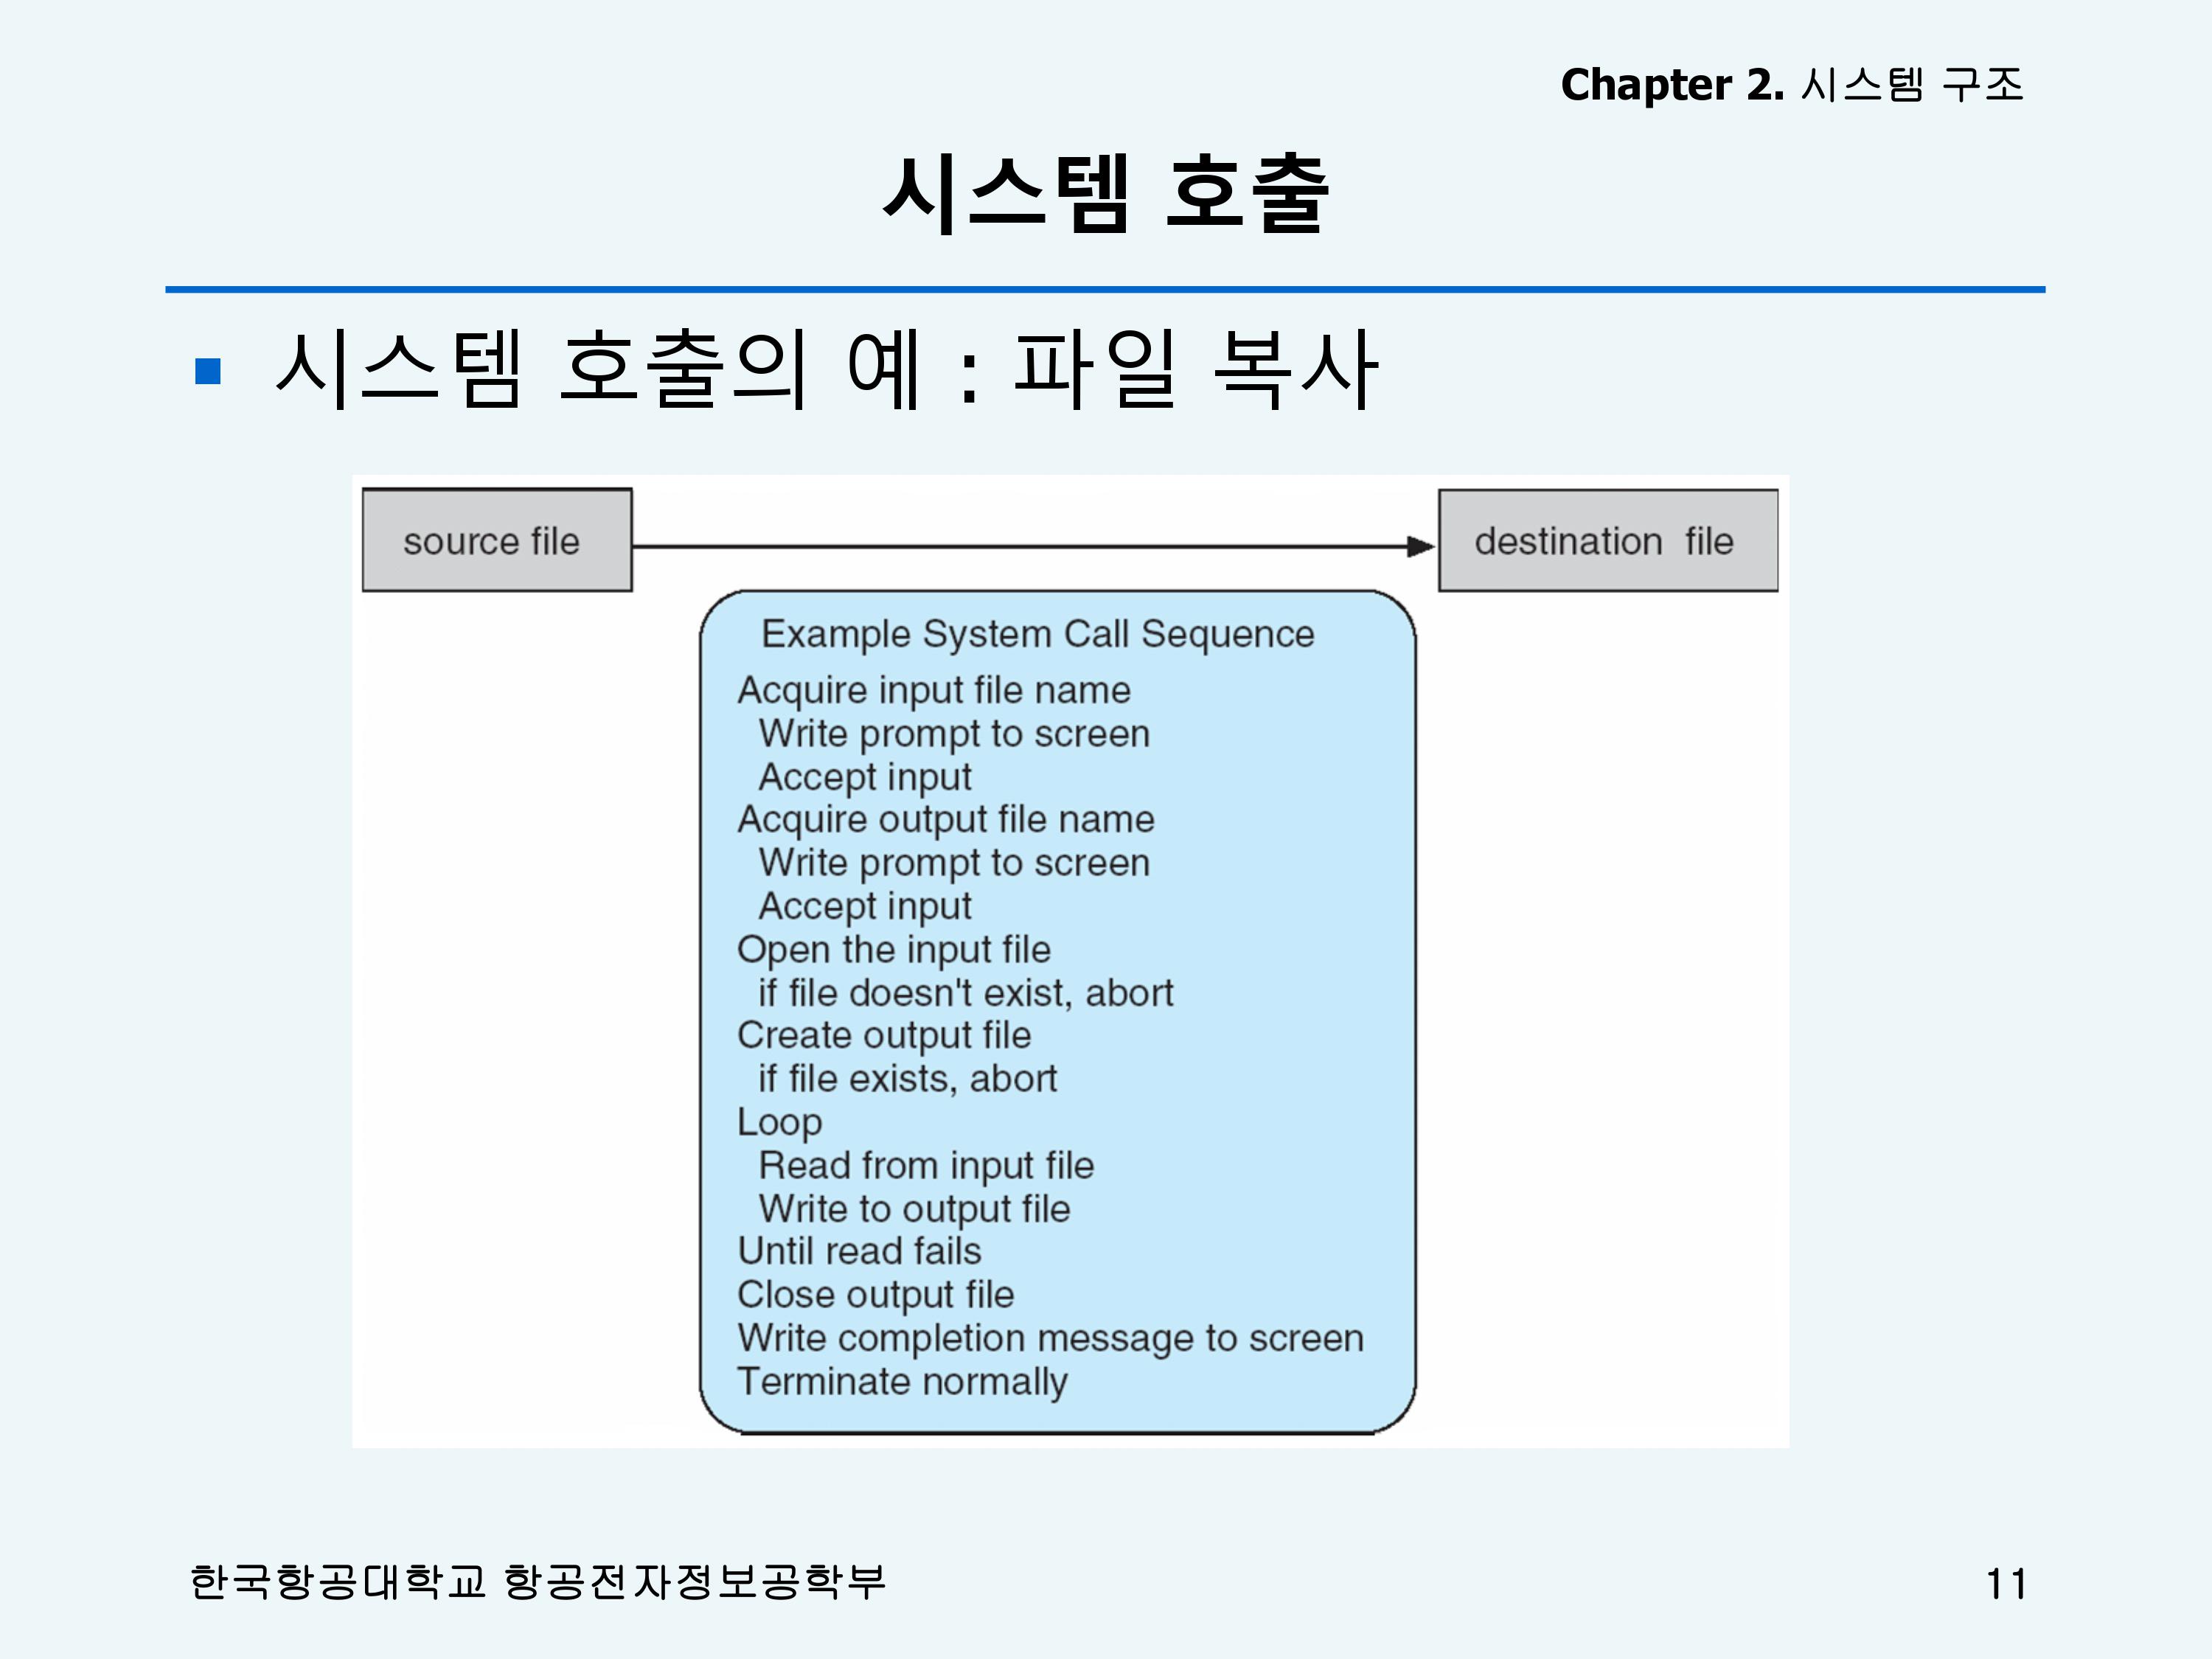 Chapter 2. 시스템 구조
시스템 호출
시스템 호출의 예 : 파일 복사
source file
destination file
Example System Call Sequence
Acquire input file name
Write prompt to screen
Accept input
Acquire output file name
Write prompt to screen
Accept input
Open the input file
if file doesn't exist, abort
Create output file
if file exists, abort
Loop
Read from input file
Write to output file
Until read fails
Close output file
Write completion message to screen
Terminate normally
한국항공대학교 항공전자정보공학부
11